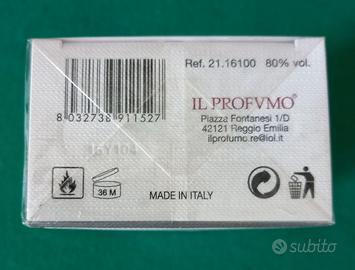 Ref. 21.16100 80% vol.
8 032738 911527
IL PROFVMO®
Piazza Fontanesi 1/D
42121 Reggio Emilia
ilprofumo.re@iol.it
36 M
MADE IN ITALY
subito